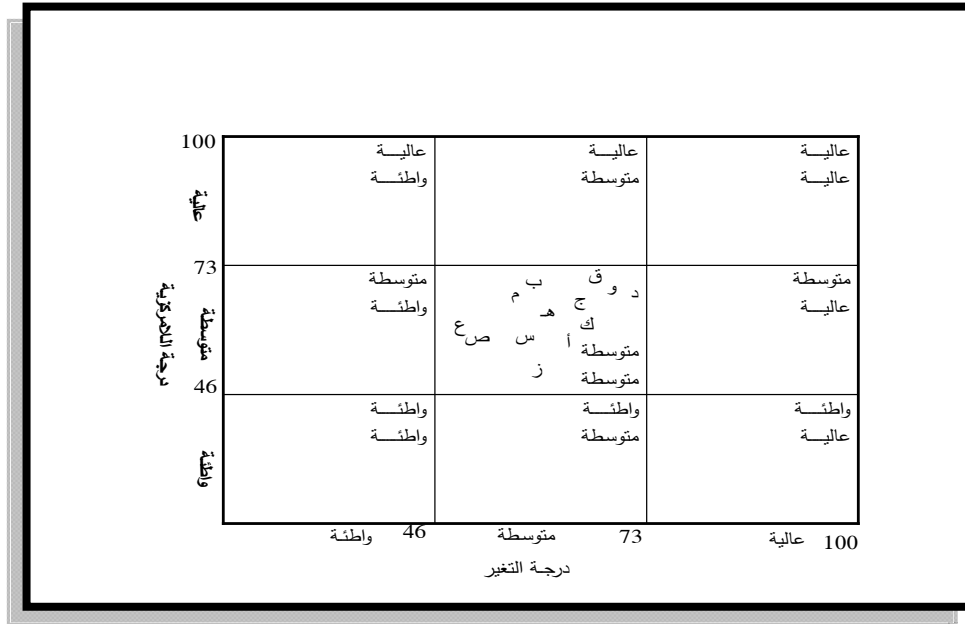 100
عاليـــة عاليـــة عاليـــة
عاليـــة متوسطة واطئـــة
عالية
73
متوسطة متوسطة
عاليـــة واطئـــة
د و ق ب م
ج هـ
ك أ س ص ع
ز
متوسطة
متوسطة
متوسطة
درجة اللامركزية
46
واطئـــة واطئـــة واطئـــة
عاليـــة متوسطة واطئـــة
واطئة
100 عالية 73 متوسطة 46 واطئة
درجـة التغير